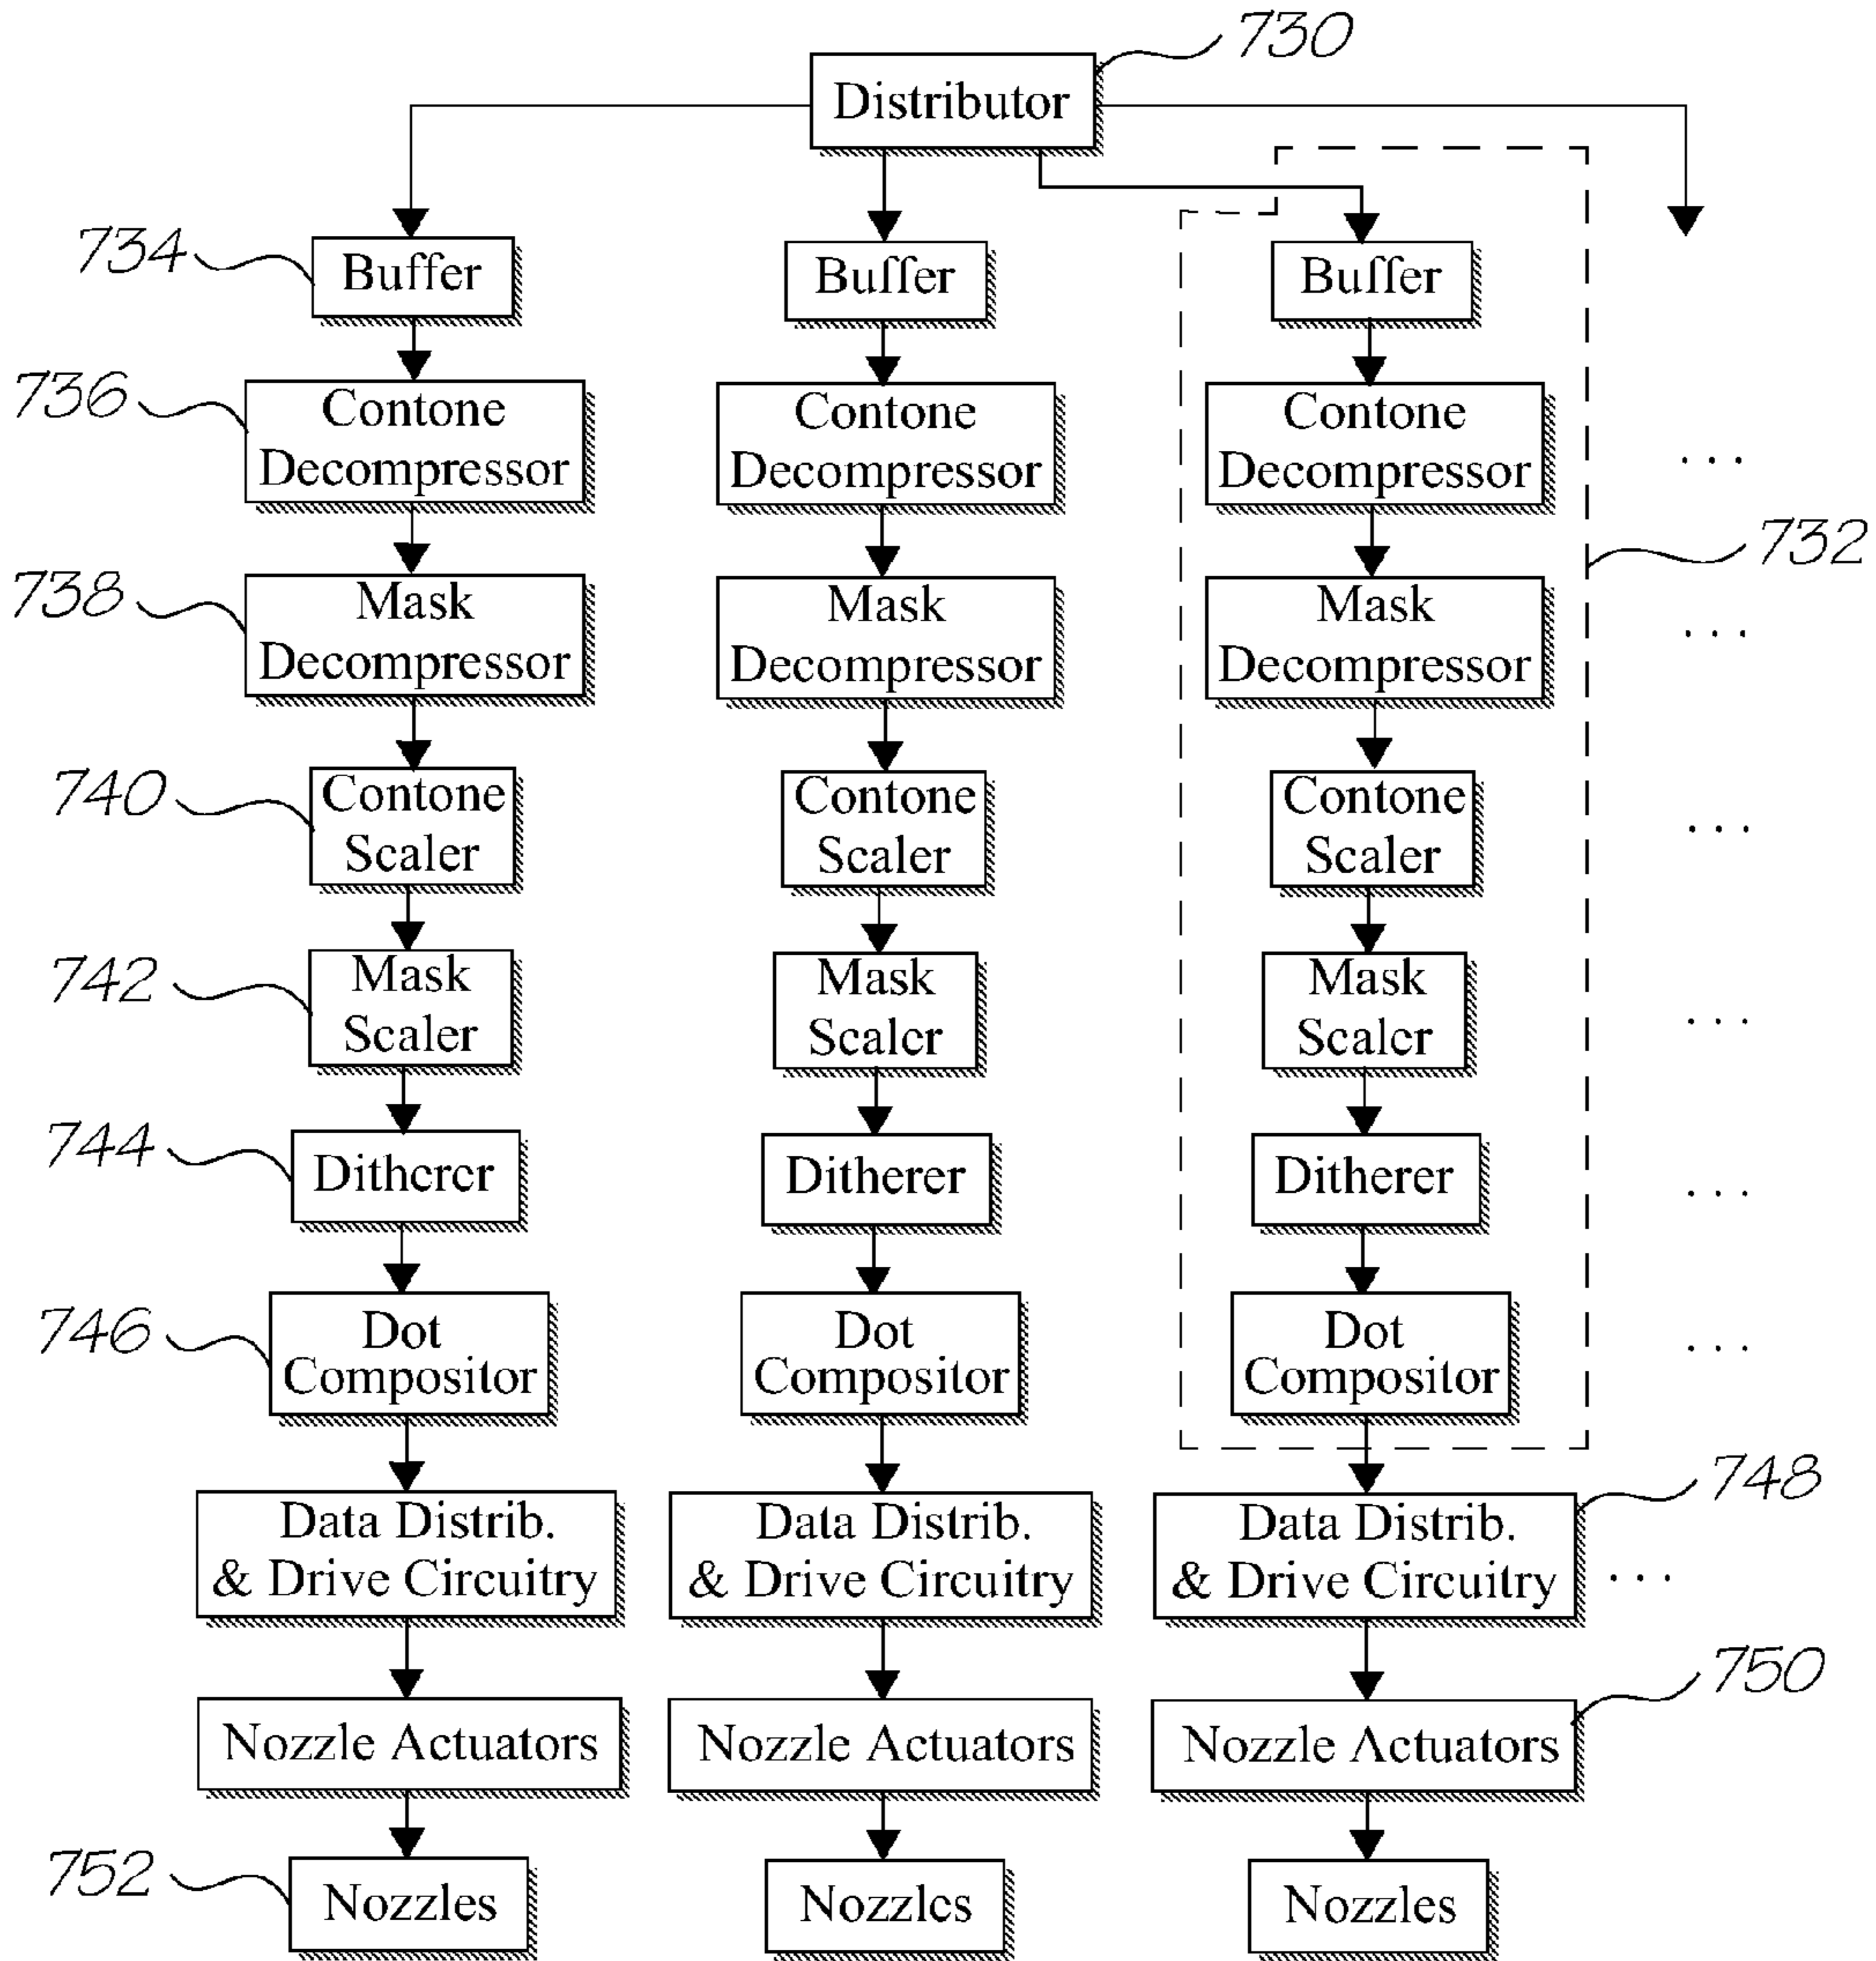 730
Distributor
734
Buffer
Buffer
Buffer
736
Contone
Decompressor
Contone
Decompressor
Contone
Decompressor
...
732
738
Mask
Decompressor
Mask
Decompressor
Mask
Decompressor
...
740
Contone
Scaler
Contone
Scaler
Contone
Scaler
...
742
Mask
Scaler
Mask
Scaler
Mask
Scaler
...
744
Ditherer
Ditherer
Ditherer
...
746
Dot
Compositor
Dot
Compositor
Dot
Compositor
...
748
Data Distrib.
& Drive Circuitry
Data Distrib.
& Drive Circuitry
Data Distrib.
& Drive Circuitry
...
750
Nozzle Actuators
Nozzle Actuators
Nozzle Actuators
752
Nozzles
Nozzles
Nozzles